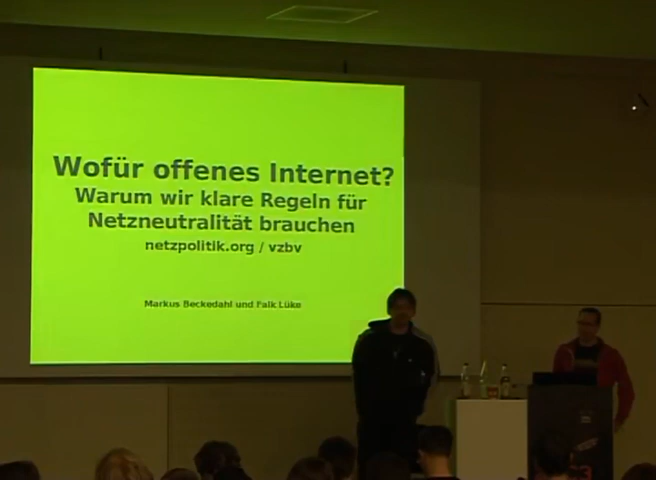 Wofür offenes Internet?
Warum wir klare Regeln für
Netzneutralität brauchen
netzpolitik.org / vzbv
Markus Beckedahl und Falk Lüke